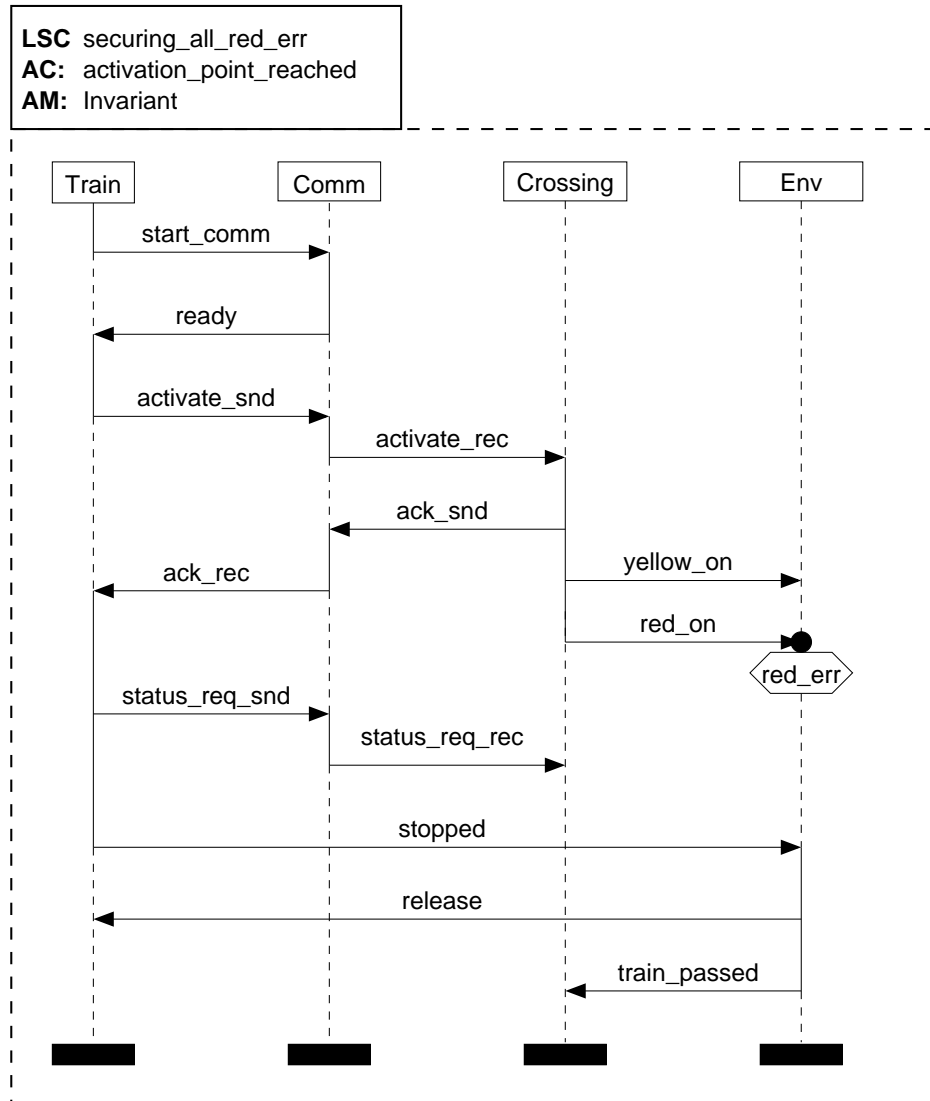 LSC securing_all_red_err
AC: activation_point_reached
AM: Invariant
Train Comm Crossing Env
start_comm
ready
activate_snd
activate_rec
ack_snd
yellow_on
ack_rec
red_on
red_err
status_req_snd
status_req_rec
stopped
release
train_passed